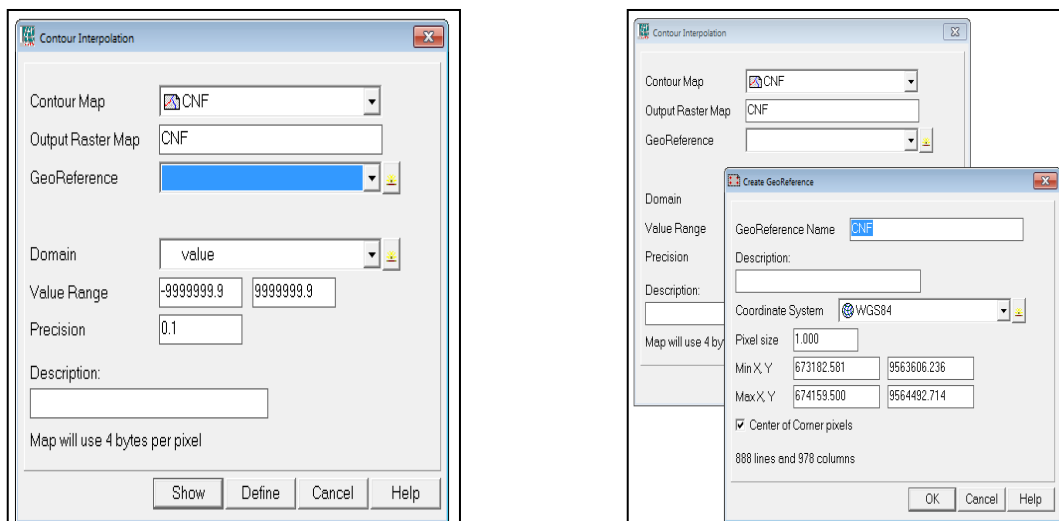 Contour Interpolation
Contour Map CNF
Output Raster Map CNF
GeoReference
Domain value
Value Range -9999999.9 9999999.9
Precision 0.1
Description:
Map will use 4 bytes per pixel
Show Define Cancel Help
Contour Interpolation
Contour Map CNF
Output Raster Map CNF
GeoReference
Domain
Value Range
Precision
Description:
Map will use 4 by
Create GeoReference
GeoReference Name CNF
Description:
Coordinate System WGS84
Pixel size 1.000
Min X, Y 673182.581 9563606.236
Max X, Y 674159.500 9564492.714
Center of Corner pixels
888 lines and 978 columns
OK Cancel Help